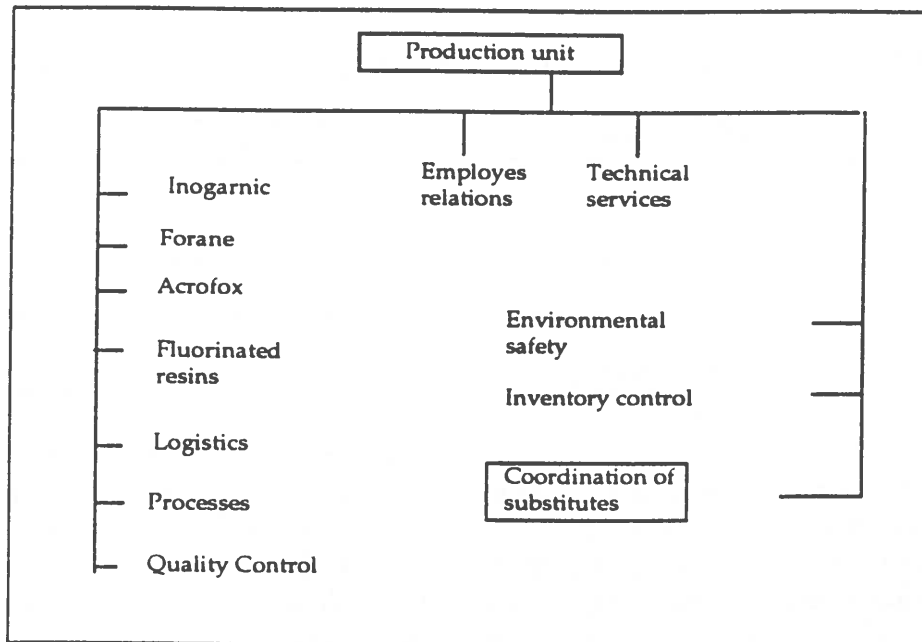 Production unit
Employes
relations
Technical
services
Inogarnic
Forane
Acrofox
Fluorinated
resins
Logistics
Processes
Quality Control
Environmental
safety
Inventory control
Coordination of
substitutes